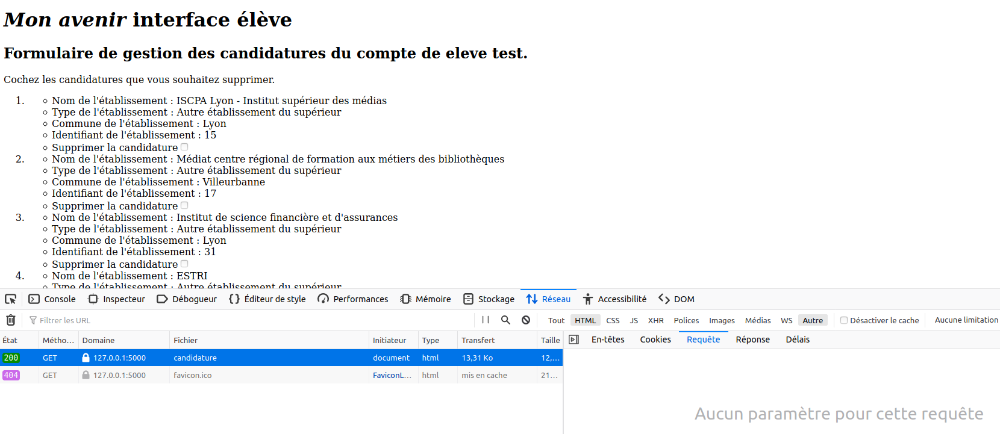 Mon avenir interface élève
Formulaire de gestion des candidatures du compte de eleve test.
Cochez les candidatures que vous souhaitez supprimer.
1. Nom de l'établissement : ISCPA Lyon - Institut supérieur des médias
Type de l'établissement : Autre établissement du supérieur
Commune de l'établissement : Lyon
Identifiant de l'établissement : 15
Supprimer la candidature
2. Nom de l'établissement : Médiat centre régional de formation aux métiers des bibliothèques
Type de l'établissement : Autre établissement du supérieur
Commune de l'établissement : Villeurbanne
Identifiant de l'établissement : 17
Supprimer la candidature
3. Nom de l'établissement : Institut de science financière et d'assurances
Type de l'établissement : Autre établissement du supérieur
Commune de l'établissement : Lyon
Identifiant de l'établissement : 31
Supprimer la candidature
4. Nom de l'établissement : ESTRI
Type de l'établissement : Autre établissement du supérieur
Console Inspecteur Débogueur Éditeur de style Performances Mémoire Stockage Réseau Accessibilité DOM
Filtrer les URL Tout HTML CSS JS XHR Polices Images Médias WS Autre Désactiver le cache Aucune limitation
État Métho… Domaine Fichier Initiateur Type Transfert Taille En-têtes Cookies Requête Réponse Délais
200 GET 127.0.0.1:5000 candidature document html 13,31 Ko 12,…
404 GET 127.0.0.1:5000 favicon.ico FaviconL… html mis en cache 21…
Aucun paramètre pour cette requête